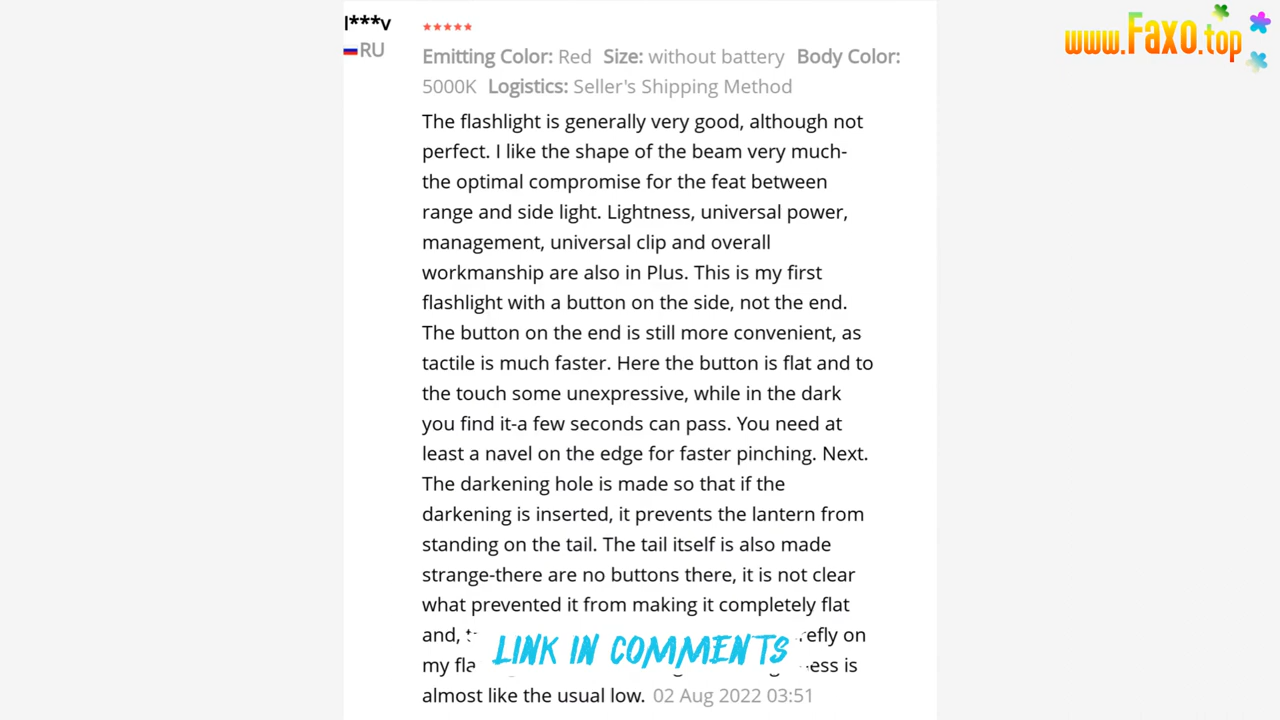 l***v
www.Faxo.top
RU
Emitting Color: Red Size: without battery Body Color:
5000K Logistics: Seller's Shipping Method
The flashlight is generally very good, although not
perfect. I like the shape of the beam very much-
the optimal compromise for the feat between
range and side light. Lightness, universal power,
management, universal clip and overall
workmanship are also in Plus. This is my first
flashlight with a button on the side, not the end.
The button on the end is still more convenient, as
tactile is much faster. Here the button is flat and to
the touch some unexpressive, while in the dark
you find it-a few seconds can pass. You need at
least a navel on the edge for faster pinching. Next.
The darkening hole is made so that if the
darkening is inserted, it prevents the lantern from
standing on the tail. The tail itself is also made
strange-there are no buttons there, it is not clear
what prevented it from making it completely flat
and, on
my is
LINK IN COMMENTS
almost like the usual low. 02 Aug 2022 03:51